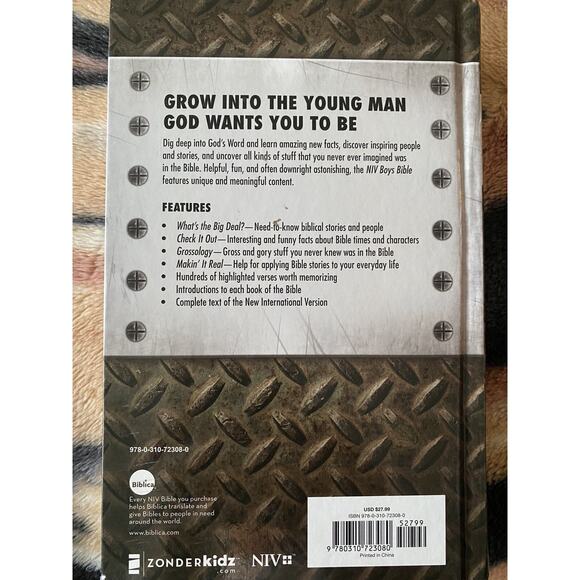 GROW INTO THE YOUNG MAN
GOD WANTS YOU TO BE
Dig deep into God's Word and learn amazing new facts, discover inspiring people
and stories, and uncover all kinds of stuff that you never ever imagined was
in the Bible. Helpful, fun, and often downright astonishing, the NIV Boys Bible
features unique and meaningful content.
FEATURES
• What's the Big Deal?—Need-to-know biblical stories and people
• Check It Out—Interesting and funny facts about Bible times and characters
• Grossology—Gross and gory stuff you never knew was in the Bible
• Makin' It Real—Help for applying Bible stories to your everyday life
• Hundreds of highlighted verses worth memorizing
• Introductions to each book of the Bible
• Complete text of the New International Version
978-0-310-72308-0
Biblica
Every NIV Bible you purchase
helps Biblica translate and
give Bibles to people in need
around the world.
www.biblica.com
ZONDERkidz
.com
NIV
USD $27.99
ISBN 978-0-310-72308-0
52799
9 780310 723080
Printed in China